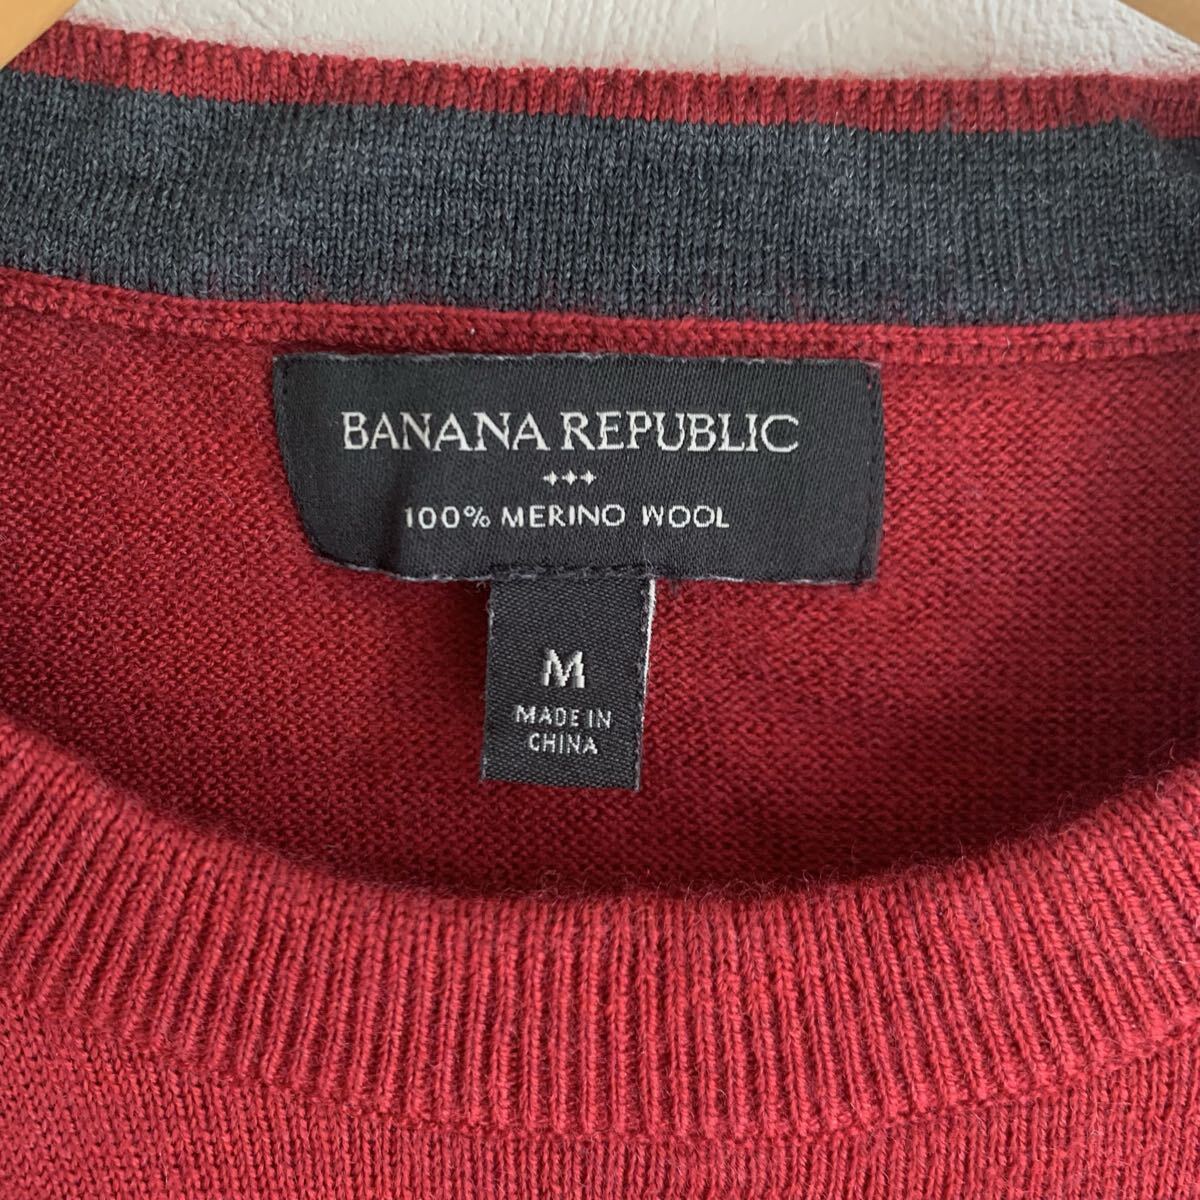 BANANA REPUBLIC
100% MERINO WOOL
M
MADE IN
CHINA